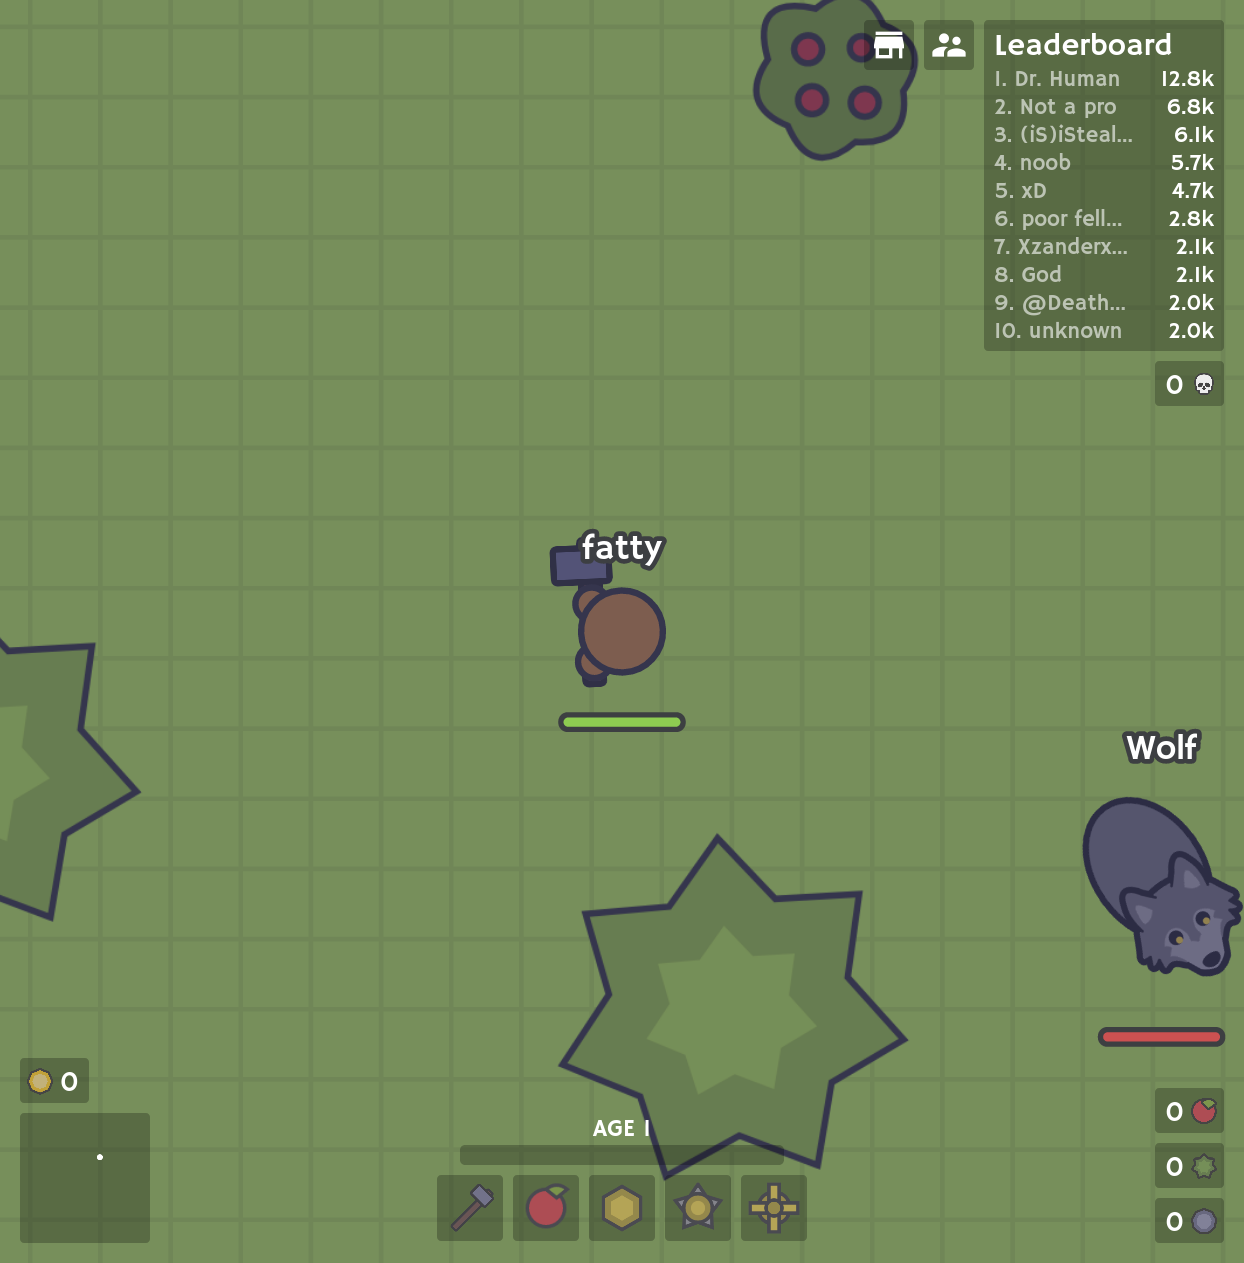 Leaderboard
1. Dr. Human 12.8k
2. Not a pro 6.8k
3. (iS)iSteal... 6.1k
4. noob 5.7k
5. xD 4.7k
6. poor fell... 2.8k
7. Xzanderx... 2.1k
8. God 2.1k
9. @Death... 2.0k
10. unknown 2.0k
0
fatty
Wolf
0
AGE 1
0
0
0